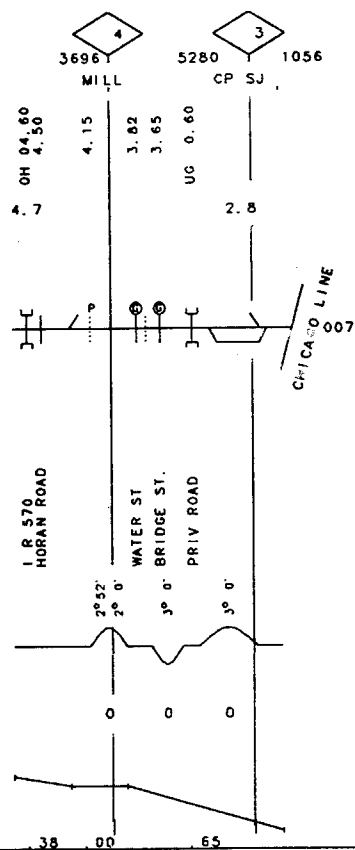 4 3
3696 5280 1056
MILL CP SJ
OH 04.60
4.50
4.15
3.82
3.65
UG 0.60
4.7 2.8
P G G
CHICAGO LINE
007
I R 570
HORAN ROAD
WATER ST
BRIDGE ST.
PRIV ROAD
2° 52'
2° 0'
3° 0'
3° 0'
0 0 0
.38 .00 .65